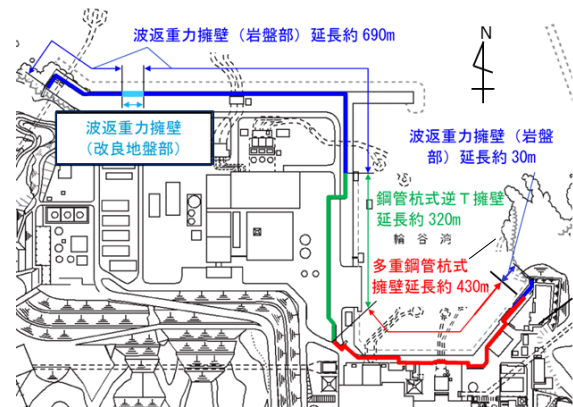 波返重力擁壁（岩盤部）延長約 690m
N
波返重力擁壁
（改良地盤部）
波返重力擁壁（岩盤
部）延長約30m
鋼管杭式逆Ｔ擁壁
延長約 320m
輪谷湾
多重鋼管杭式
擁壁延長約 430m